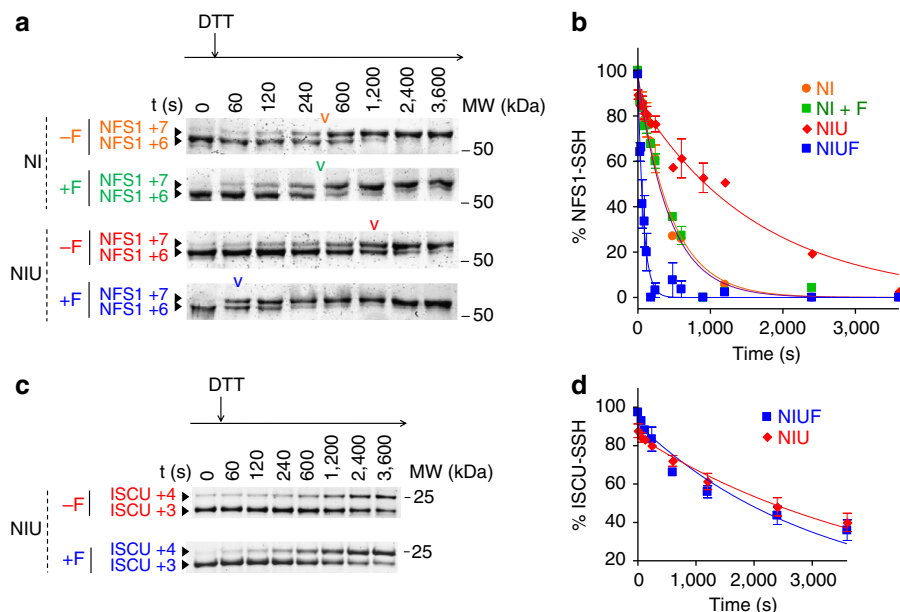 a
DTT
t (s) 0 60 120 240 600 1,200 2,400 3,600 MW (kDa)
NI
–F NFS1 +7
NFS1 +6
v
– 50
+F NFS1 +7
NFS1 +6
v
– 50
NIU
–F NFS1 +7
NFS1 +6
v
– 50
+F NFS1 +7
NFS1 +6
v
– 50
b
% NFS1-SSH
100
80
60
40
20
0
NI
NI + F
NIU
NIUF
0 1,000 2,000 3,000
Time (s)
c
DTT
t (s) 0 60 120 240 600 1,200 2,400 3,600 MW (kDa)
NIU
–F ISCU +4
ISCU +3
-25
+F ISCU +4
ISCU +3
-25
d
% ISCU-SSH
100
80
60
40
20
NIUF
NIU
0 1,000 2,000 3,000
Time (s)